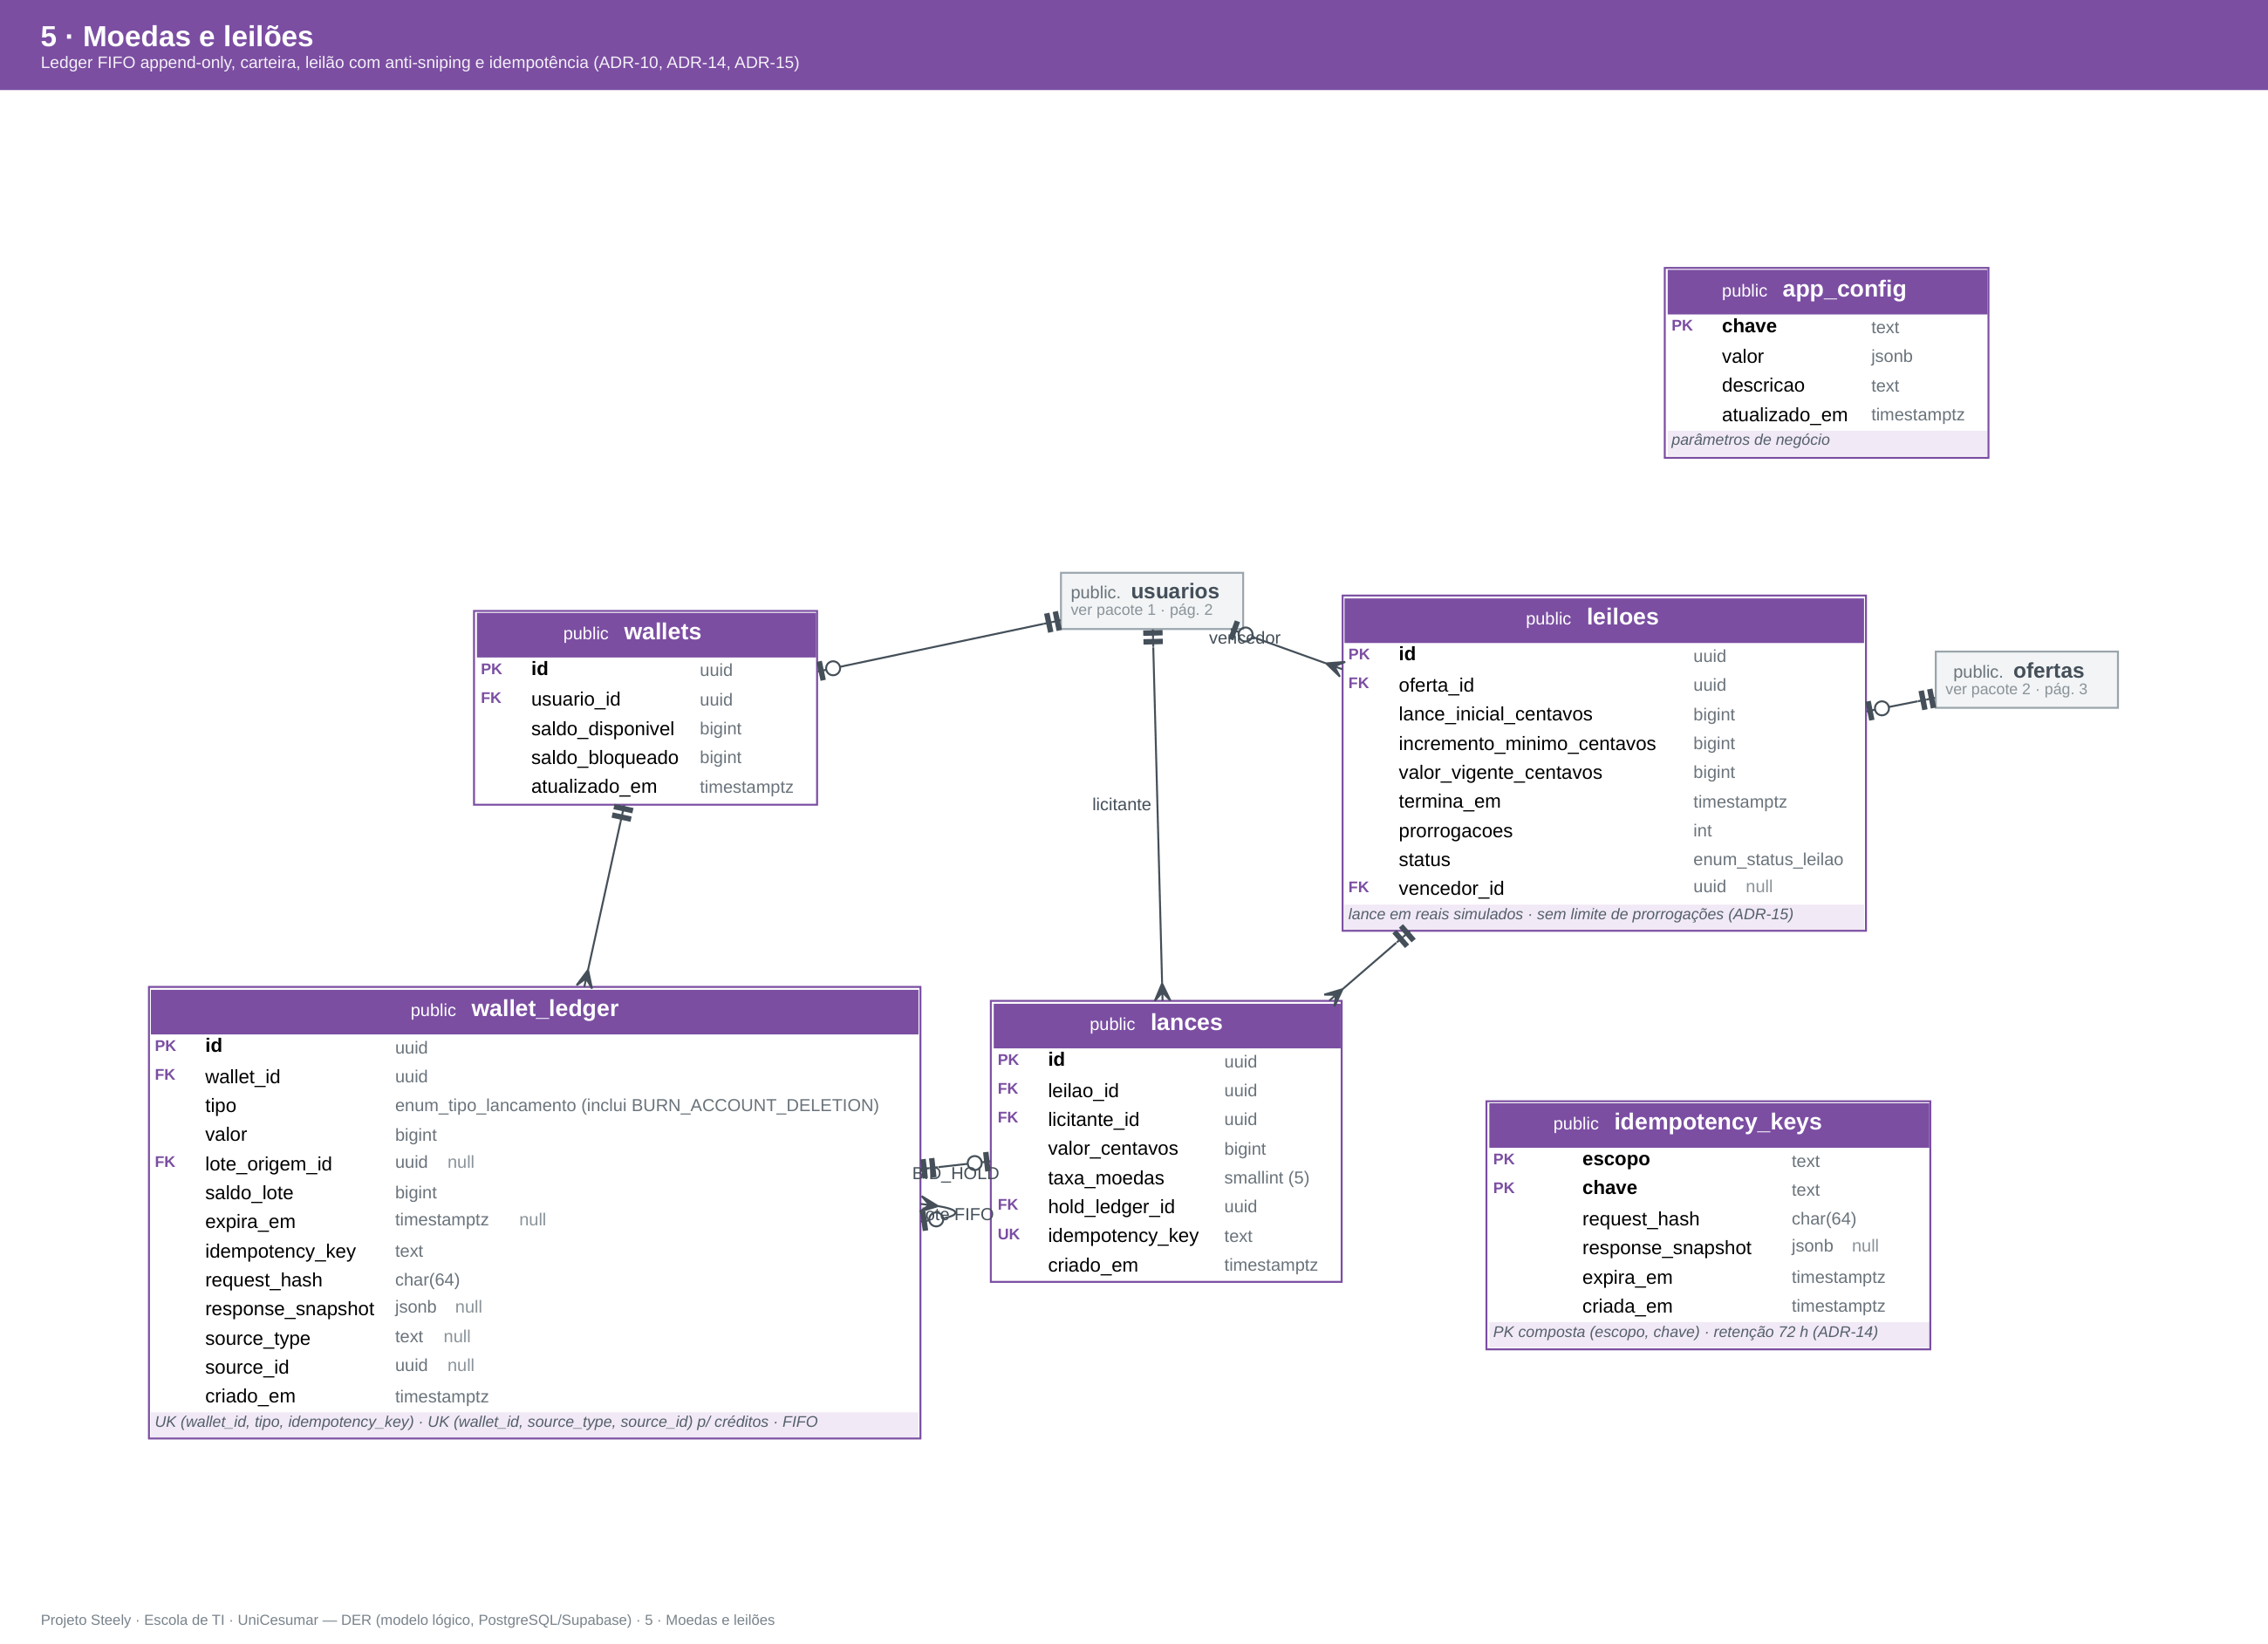 5 · Moedas e leilões
Ledger FIFO append-only, carteira, leilão com anti-sniping e idempotência (ADR-10, ADR-14, ADR-15)
public app_config
PK chave text
valor jsonb
descricao text
atualizado_em timestamptz
parâmetros de negócio
public. usuarios
ver pacote 1 · pág. 2
vencedor
public wallets
PK id uuid
FK usuario_id uuid
saldo_disponivel bigint
saldo_bloqueado bigint
atualizado_em timestamptz
public leiloes
PK id uuid
FK oferta_id uuid
lance_inicial_centavos bigint
incremento_minimo_centavos bigint
valor_vigente_centavos bigint
termina_em timestamptz
prorrogacoes int
status enum_status_leilao
FK vencedor_id uuid null
lance em reais simulados · sem limite de prorrogações (ADR-15)
public. ofertas
ver pacote 2 · pág. 3
licitante
public wallet_ledger
PK id uuid
FK wallet_id uuid
tipo enum_tipo_lancamento (inclui BURN_ACCOUNT_DELETION)
valor bigint
FK lote_origem_id uuid null
saldo_lote bigint
expira_em timestamptz null
idempotency_key text
request_hash char(64)
response_snapshot jsonb null
source_type text null
source_id uuid null
criado_em timestamptz
UK (wallet_id, tipo, idempotency_key) · UK (wallet_id, source_type, source_id) p/ créditos · FIFO
BID_HOLD
lote FIFO
public lances
PK id uuid
FK leilao_id uuid
FK licitante_id uuid
valor_centavos bigint
taxa_moedas smallint (5)
FK hold_ledger_id uuid
UK idempotency_key text
criado_em timestamptz
public idempotency_keys
PK escopo text
PK chave text
request_hash char(64)
response_snapshot jsonb null
expira_em timestamptz
criada_em timestamptz
PK composta (escopo, chave) · retenção 72 h (ADR-14)
Projeto Steely · Escola de TI · UniCesumar — DER (modelo lógico, PostgreSQL/Supabase) · 5 · Moedas e leilões